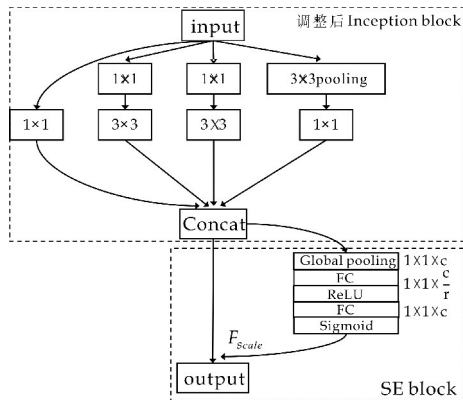 input
调整后 Inception block
1×1
1×1
3×3pooling
1×1
3×3
3X3
1×1
Concat
Global pooling
1×1×c
FC
1×1×c/r
ReLU
FC
1×1×c
Sigmoid
F_Scale
output
SE block